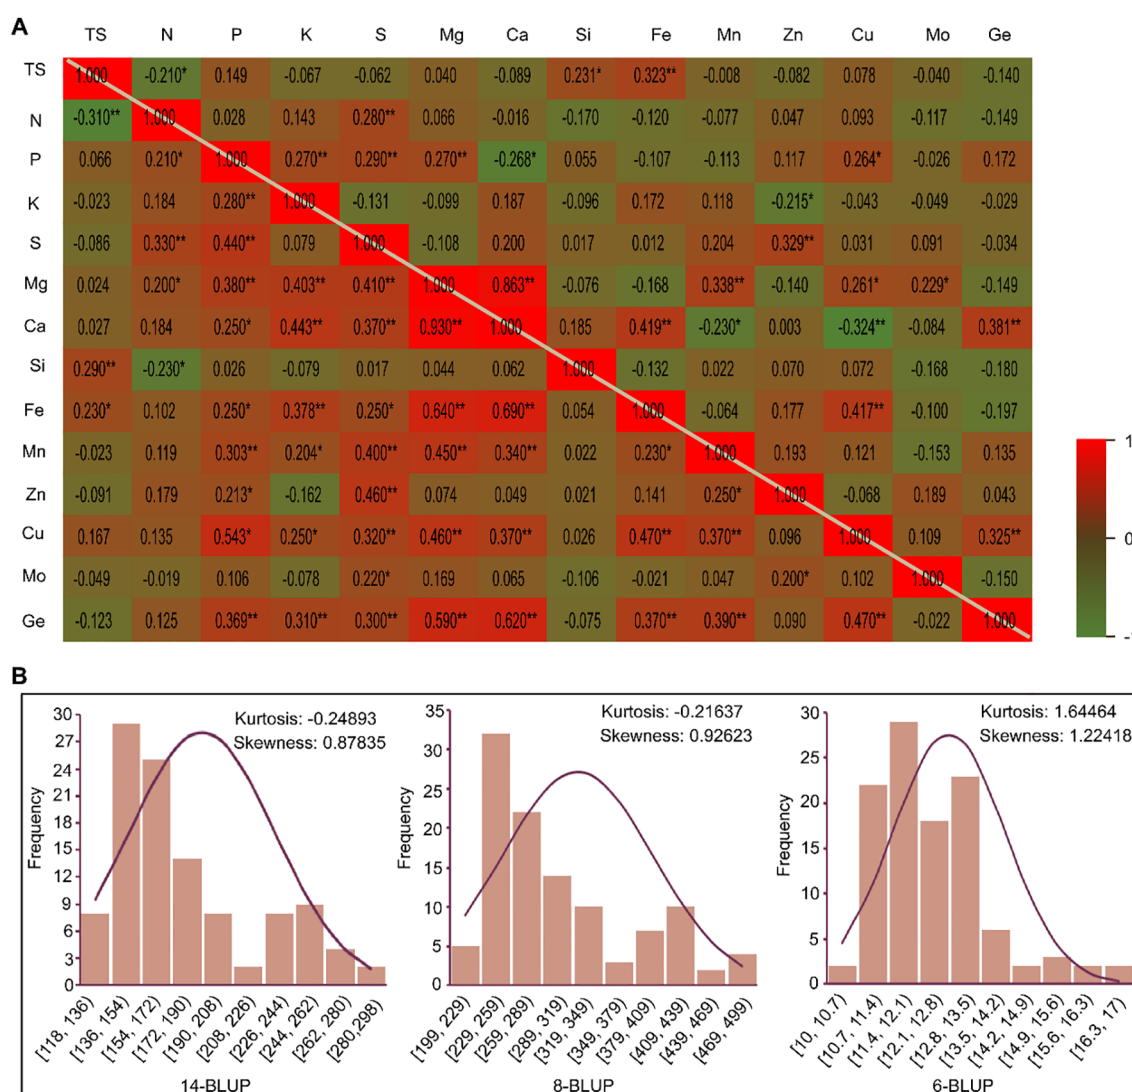 A
TS N P K S Mg Ca Si Fe Mn Zn Cu Mo Ge
TS 1.000 -0.210* 0.149 -0.067 -0.062 0.040 -0.089 0.231* 0.323** -0.008 -0.082 0.078 -0.040 -0.140
N -0.310** 1.000 0.028 0.143 0.280** 0.066 -0.016 -0.170 -0.120 -0.077 0.047 0.093 -0.117 -0.149
P 0.066 0.210* 1.000 0.270** 0.290** 0.270** -0.268* 0.055 -0.107 -0.113 0.117 0.264* -0.026 0.172
K -0.023 0.184 0.280** 1.000 -0.131 -0.099 0.187 -0.096 0.172 0.118 -0.215* -0.043 -0.049 -0.029
S -0.086 0.330** 0.440** 0.079 1.000 -0.108 0.200 0.017 0.012 0.204 0.329** 0.031 0.091 -0.034
Mg 0.024 0.200* 0.380** 0.403** 0.410** 1.000 0.863** -0.076 -0.168 0.338** -0.140 0.261* 0.229* -0.149
Ca 0.027 0.184 0.250* 0.443** 0.370** 0.930** 1.000 0.185 0.419** -0.230* 0.003 -0.324** -0.084 0.381**
Si 0.290** -0.230* 0.026 -0.079 0.017 0.044 0.062 1.000 -0.132 0.022 0.070 0.072 -0.168 -0.180
Fe 0.230* 0.102 0.250* 0.378** 0.250* 0.640** 0.690** 0.054 1.000 -0.064 0.177 0.417** -0.100 -0.197
Mn -0.023 0.119 0.303** 0.204* 0.400** 0.450** 0.340** 0.022 0.230* 1.000 0.193 0.121 -0.153 0.135
Zn -0.091 0.179 0.213* -0.162 0.460** 0.074 0.049 0.021 0.141 0.250* 1.000 -0.068 0.189 0.043
Cu 0.167 0.135 0.543* 0.250* 0.320** 0.460** 0.370** 0.026 0.470** 0.370** 0.096 1.000 0.109 0.325**
Mo -0.049 -0.019 0.106 -0.078 0.220* 0.169 0.065 -0.106 -0.021 0.047 0.200* 0.102 1.000 -0.150
Ge -0.123 0.125 0.369** 0.310** 0.300** 0.590** 0.620** -0.075 0.370** 0.390** 0.090 0.470** -0.022 1.000
1
0
B
Kurtosis: -0.24893
Skewness: 0.87835
Frequency
30
27
24
21
18
15
12
9
6
3
0
[118, 136)
[136, 154)
[154, 172)
[172, 190)
[190, 208)
[208, 226)
[226, 244)
[244, 262)
[262, 280)
[280,298)
14-BLUP
Kurtosis: -0.21637
Skewness: 0.92623
Frequency
35
30
25
20
15
10
5
0
[199, 229)
[229, 259)
[259, 289)
[289, 319)
[319, 349)
[349, 379)
[379, 409)
[409, 439)
[439, 469)
[469, 499)
8-BLUP
Kurtosis: 1.64464
Skewness: 1.22418
Frequency
30
25
20
15
10
5
0
[10, 10.7)
[10.7, 11.4)
[11.4, 12.1)
[12.1, 12.8)
[12.8, 13.5)
[13.5, 14.2)
[14.2, 14.9)
[14.9, 15.6)
[15.6, 16.3)
[16.3, 17)
6-BLUP